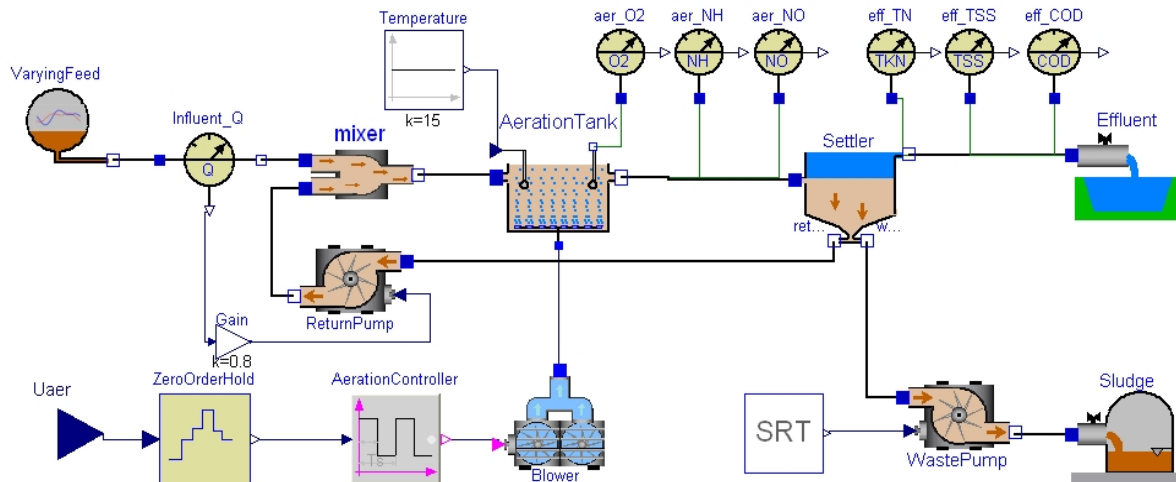 aer_O2 aer_NH aer_NO eff_TN eff_TSS eff_COD
Temperature
O2 NH NO TKN TSS COD
VaryingFeed
k=15
Influent_Q
mixer
AerationTank
Settler
Effluent
Q
ret... w...
Gain
ReturnPump
k=0.8
ZeroOrderHold
AerationController
Uaer
Ts
Blower
SRT
WastePump
Sludge